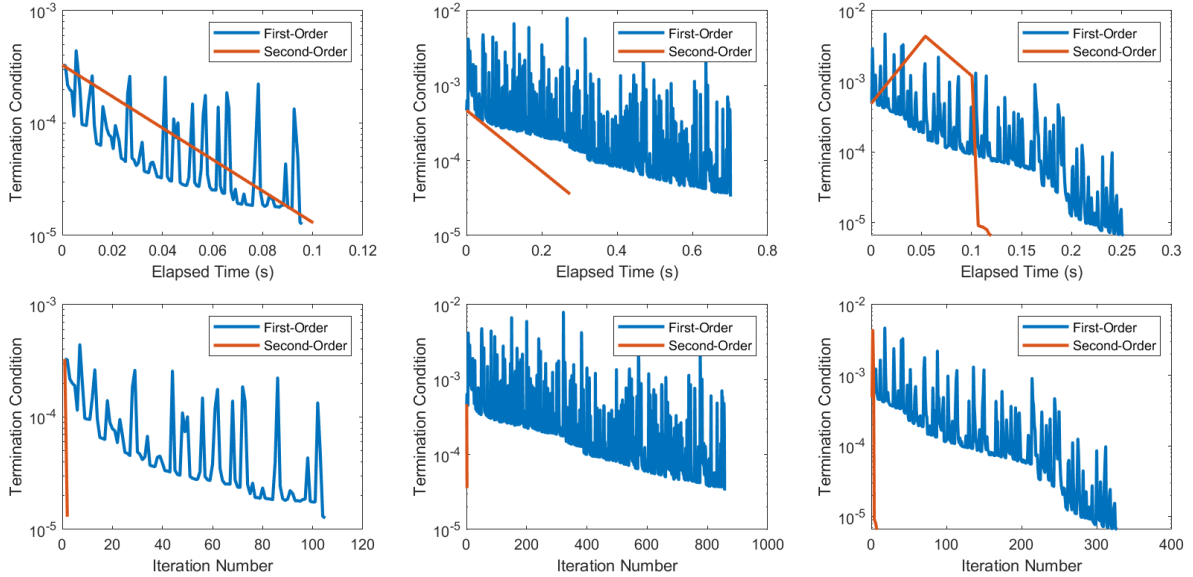 10^-3
10^-4
10^-5
Termination Condition
First-Order
Second-Order
0 0.02 0.04 0.06 0.08 0.1 0.12
Elapsed Time (s)
10^-2
10^-3
10^-4
10^-5
Termination Condition
First-Order
Second-Order
0 0.2 0.4 0.6 0.8
Elapsed Time (s)
10^-2
10^-3
10^-4
10^-5
Termination Condition
First-Order
Second-Order
0 0.05 0.1 0.15 0.2 0.25 0.3
Elapsed Time (s)
10^-3
10^-4
10^-5
Termination Condition
First-Order
Second-Order
0 20 40 60 80 100 120
Iteration Number
10^-2
10^-3
10^-4
10^-5
Termination Condition
First-Order
Second-Order
0 200 400 600 800 1000
Iteration Number
10^-2
10^-3
10^-4
10^-5
Termination Condition
First-Order
Second-Order
0 100 200 300 400
Iteration Number